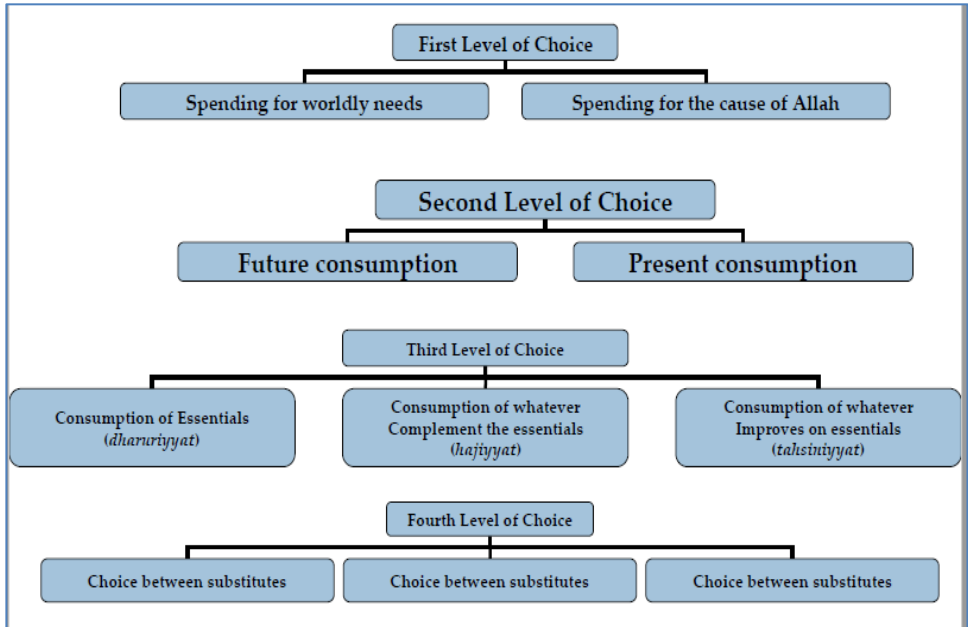 First Level of Choice
Spending for worldly needs
Spending for the cause of Allah
Second Level of Choice
Future consumption
Present consumption
Third Level of Choice
Consumption of Essentials
(dharuriyyat)
Consumption of whatever
Complement the essentials
(hajiyyat)
Consumption of whatever
Improves on essentials
(tahsiniyyat)
Fourth Level of Choice
Choice between substitutes
Choice between substitutes
Choice between substitutes